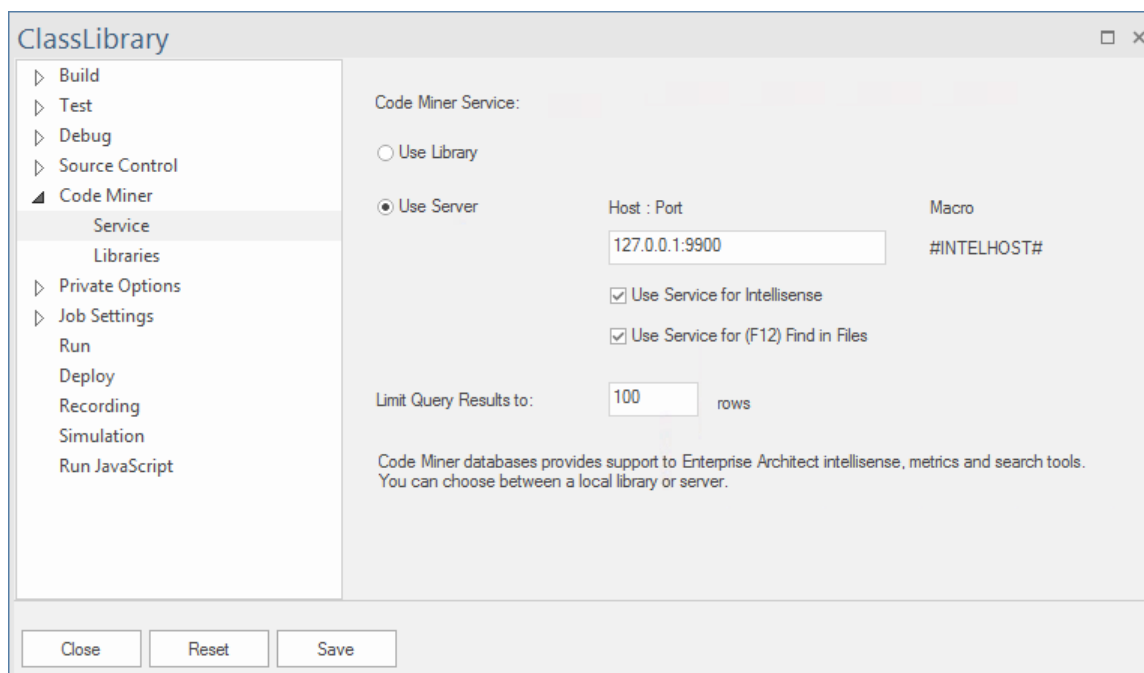 ClassLibrary
Build
Test
Debug
Source Control
Code Miner
Service
Libraries
Private Options
Job Settings
Run
Deploy
Recording
Simulation
Run JavaScript
Code Miner Service:
Use Library
Use Server Host : Port Macro
127.0.0.1:9900 #INTELHOST#
Use Service for Intellisense
Use Service for (F12) Find in Files
Limit Query Results to: 100 rows
Code Miner databases provides support to Enterprise Architect intellisense, metrics and search tools.
You can choose between a local library or server.
Close Reset Save